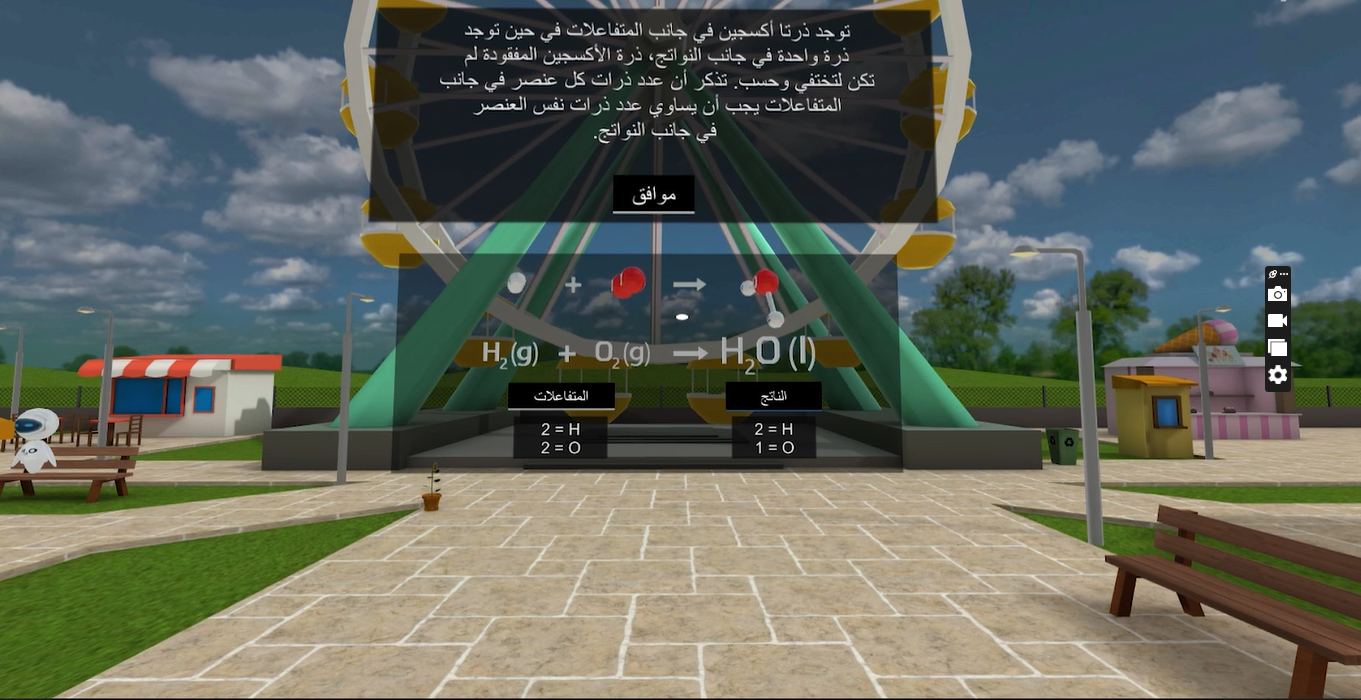 توجد ذرتا أكسجين في جانب المتفاعلات في حين توجد
ذرة واحدة في جانب النواتج، ذرة الأكسجين المفقودة لم
تكن لتختفي وحسب. تذكر أن عدد ذرات كل عنصر في جانب
المتفاعلات يجب أن يساوي عدد ذرات نفس العنصر
في جانب النواتج.
موافق
H₂(g) + O₂(g) → H₂O (l)
المتفاعلات
2 = H
2 = O
الناتج
2 = H
1 = O